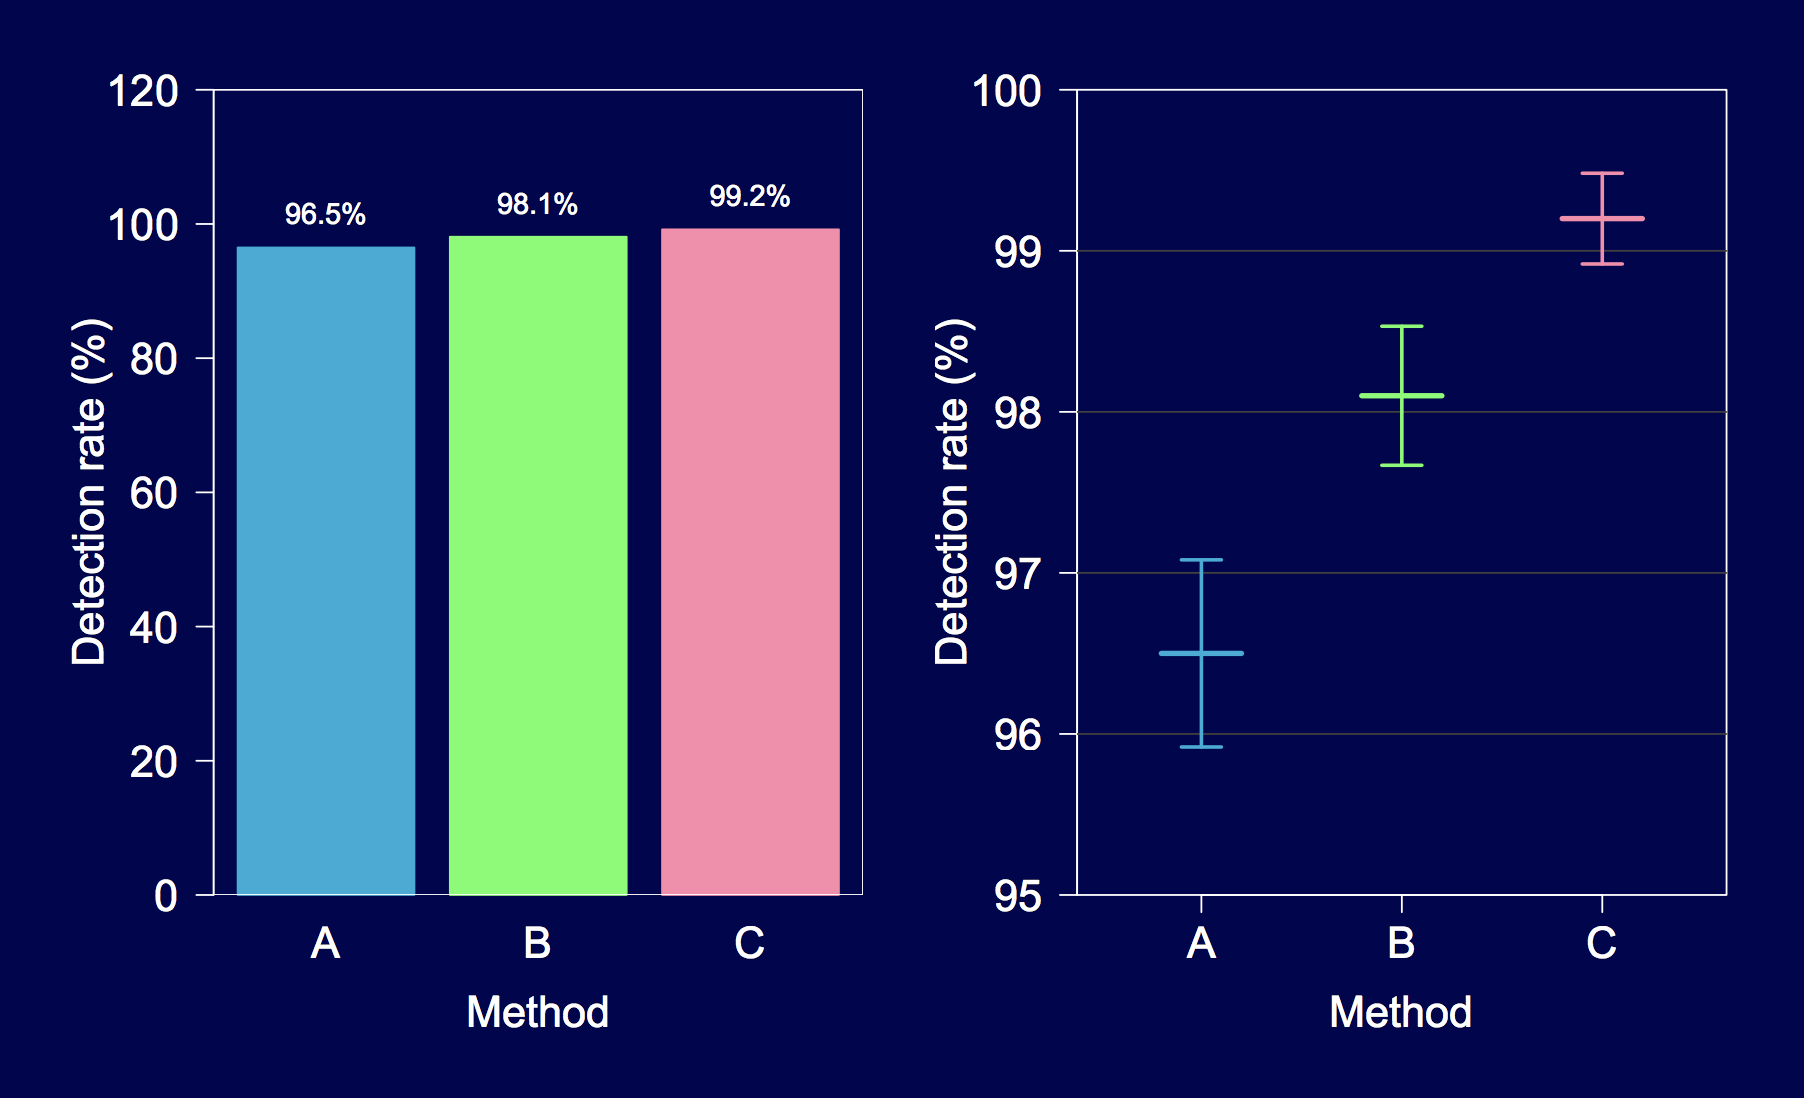 120
100
80
60
40
20
0
Detection rate (%)
96.5%
98.1%
99.2%
A B C
Method
100
99
98
97
96
95
Detection rate (%)
A B C
Method